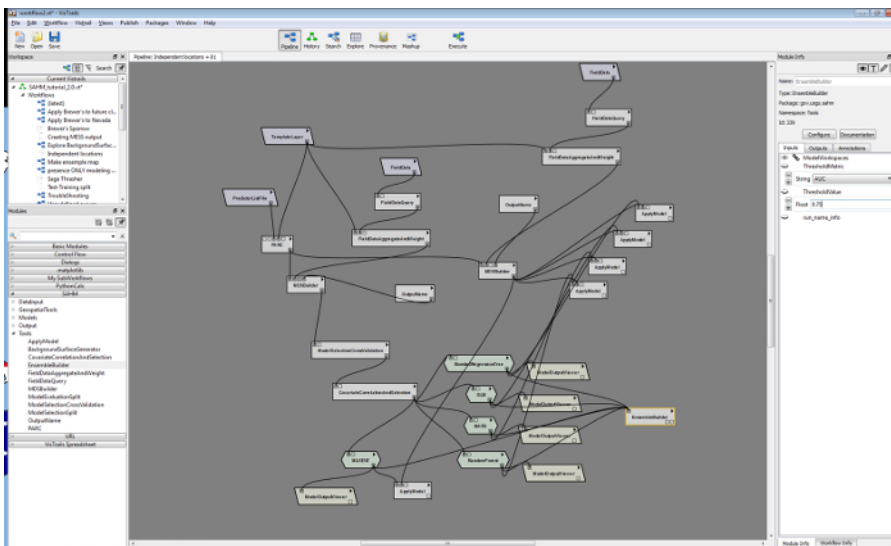 workflow2.vt* - VisTrails
File Edit Workflow Vistrail Views Publish Packages Window Help
New Open Save
Pipeline History Search Explore Provenance Mashup Execute
Workspace
Search
Current Vistrails
SAHM_tutorial_2.0.vt*
Workflows
(latest)
Apply Brewer's to future cl..
Apply Brewer's to Nevada
Brewer's Sparrow
Creating MESS output
Explore BackgroundSurfac..
Independent locations
Make ensemble map
presence ONLY modeling ...
Sage Thrasher
Test Training split
TroubleShooting
Modules
Basic Modules
Control Flow
Dialogs
matplotlib
My SubWorkflows
PythonCalc
SAHM
DataInput
GeospatialTools
Models
Output
Tools
ApplyModel
BackgroundSurfaceGenerator
CovariateCorrelationAndSelection
EnsembleBuilder
FieldDataAggregateAndWeight
FieldDataQuery
MDSBuilder
ModelEvaluationSplit
ModelSelectionCrossValidation
ModelSelectionSplit
OutputName
PARC
URL
VisTrails Spreadsheet
Pipeline: Independent locations + 81
FieldData
FieldDataQuery
TemplateLayer
FieldDataAggregateAndWeight
FieldData
PredictorListFile
FieldDataQuery
OutputName
ApplyModel
FieldDataAggregateAndWeight
PARC
ApplyModel
MDSBuilder
ApplyModel
MDSBuilder
OutputName
ApplyModel
ModelSelectionCrossValidation
BoostedRegressionTree
ModelOutputViewer
CovariateCorrelationAndSelection
GLM
ModelOutputViewer
EnsembleBuilder
MARS
ModelOutputViewer
MAXENT
RandomForest
ModelOutputViewer
ModelOutputViewer
ApplyModel
Module Info
Name: EnsembleBuilder
Type: EnsembleBuilder
Package: gov.usgs.sahm
Namespace: Tools
Configure Documentation
Inputs Outputs Annotations
ModelWorkspaces
ThresholdMetric
String AUC
ThresholdValue
Float 0.75
run_name_info
Module Info Workflow Info